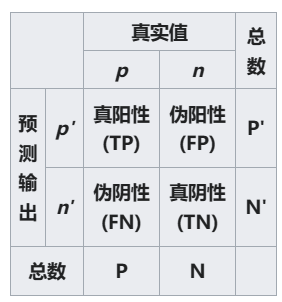 真实值
总
数
p
n
预
测
输
出
p'
真阳性
(TP)
伪阳性
(FP)
P'
n'
伪阴性
(FN)
真阴性
(TN)
N'
总数
P
N